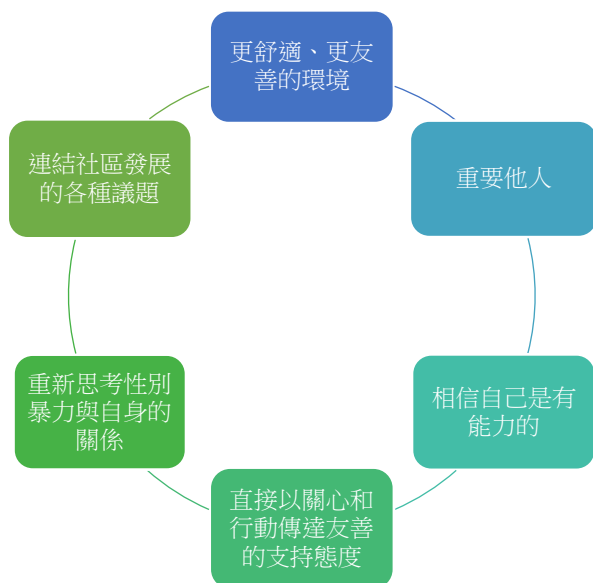 更舒適、更友
善的環境
重要他人
相信自己是有
能力的
直接以關心和
行動傳達友善
的支持態度
重新思考性別
暴力與自身的
關係
連結社區發展
的各種議題